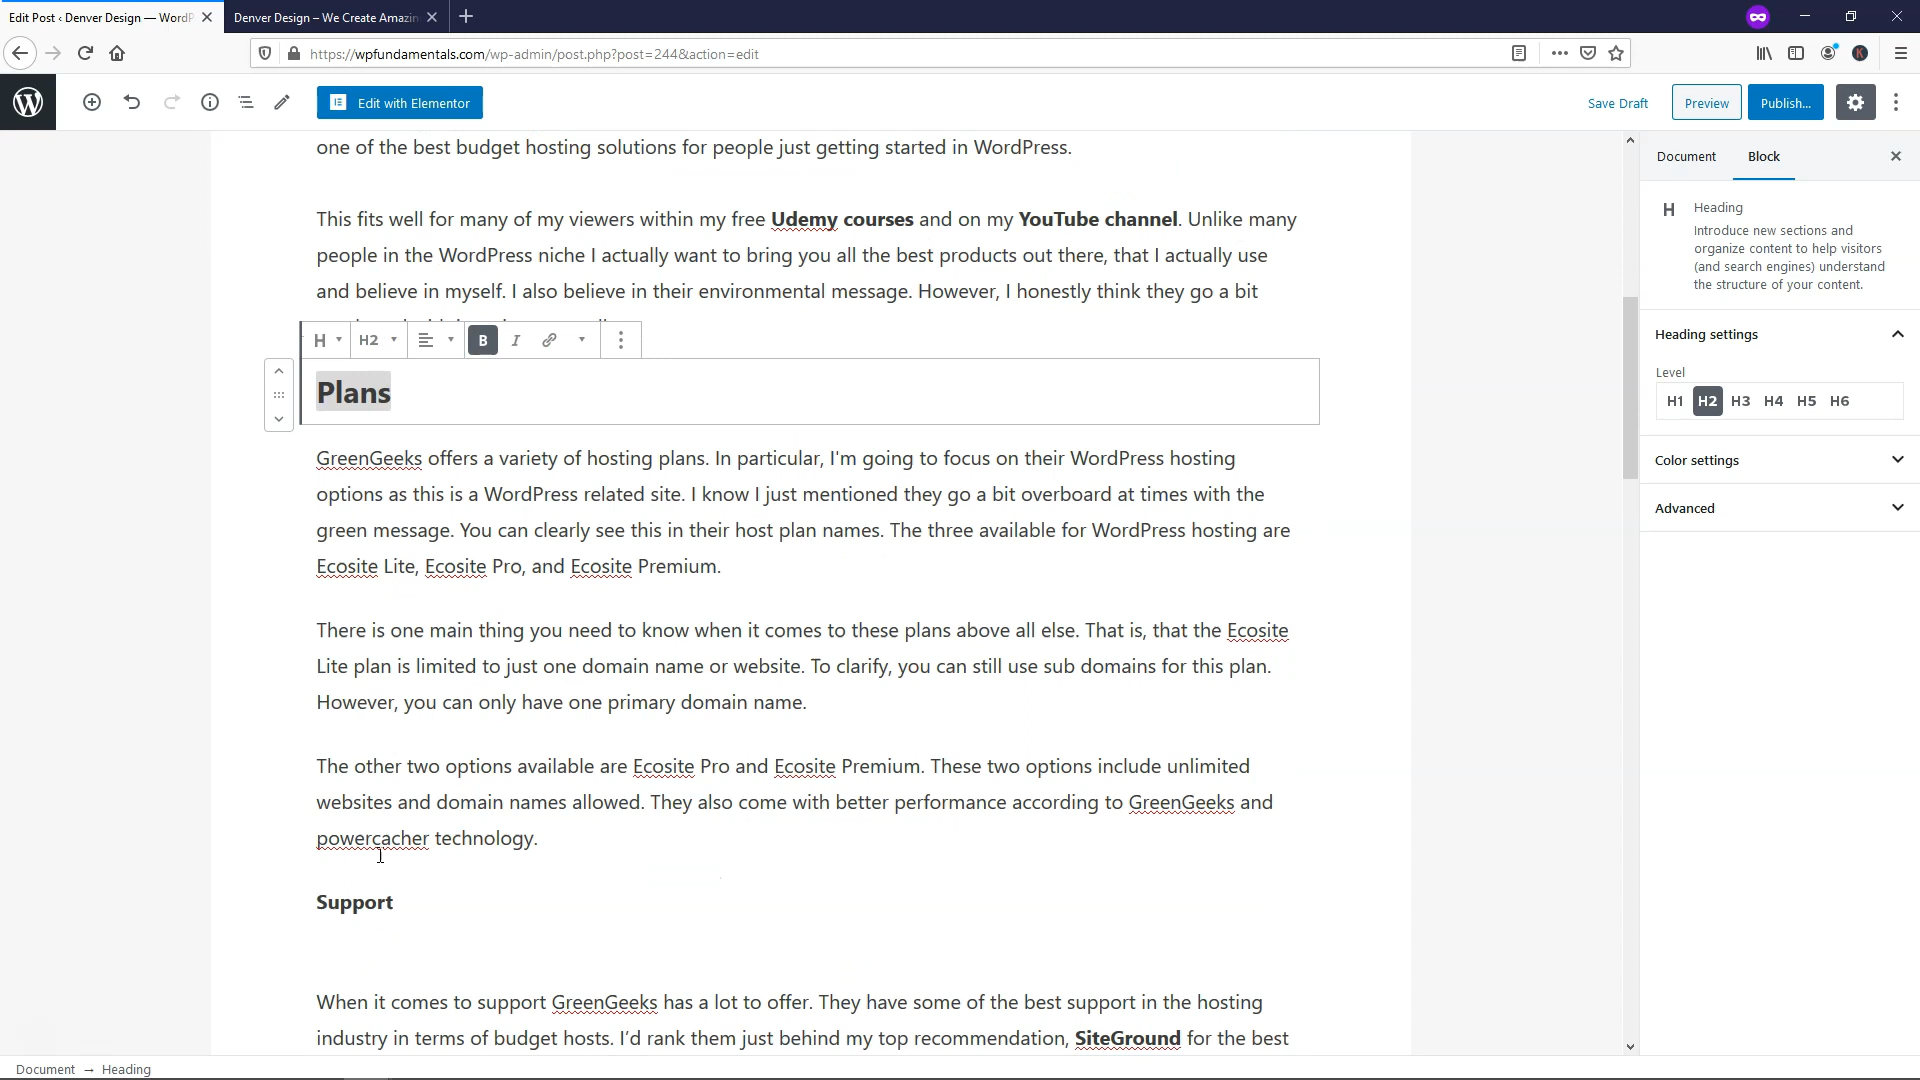 Edit Post ‹ Denver Design — WordP
Denver Design – We Create Amazin
https://wpfundamentals.com/wp-admin/post.php?post=244&action=edit
Edit with Elementor
Save Draft
Preview
Publish...
one of the best budget hosting solutions for people just getting started in WordPress.
This fits well for many of my viewers within my free Udemy courses and on my YouTube channel. Unlike many
people in the WordPress niche I actually want to bring you all the best products out there, that I actually use
and believe in myself. I also believe in their environmental message. However, I honestly think they go a bit
H
H2
B
I
Plans
GreenGeeks offers a variety of hosting plans. In particular, I'm going to focus on their WordPress hosting
options as this is a WordPress related site. I know I just mentioned they go a bit overboard at times with the
green message. You can clearly see this in their host plan names. The three available for WordPress hosting are
Ecosite Lite, Ecosite Pro, and Ecosite Premium.
There is one main thing you need to know when it comes to these plans above all else. That is, that the Ecosite
Lite plan is limited to just one domain name or website. To clarify, you can still use sub domains for this plan.
However, you can only have one primary domain name.
The other two options available are Ecosite Pro and Ecosite Premium. These two options include unlimited
websites and domain names allowed. They also come with better performance according to GreenGeeks and
powercacher technology.
Support
When it comes to support GreenGeeks has a lot to offer. They have some of the best support in the hosting
industry in terms of budget hosts. I'd rank them just behind my top recommendation, SiteGround for the best
Document
Block
H
Heading
Introduce new sections and
organize content to help visitors
(and search engines) understand
the structure of your content.
Heading settings
Level
H1 H2 H3 H4 H5 H6
Color settings
Advanced
Document → Heading